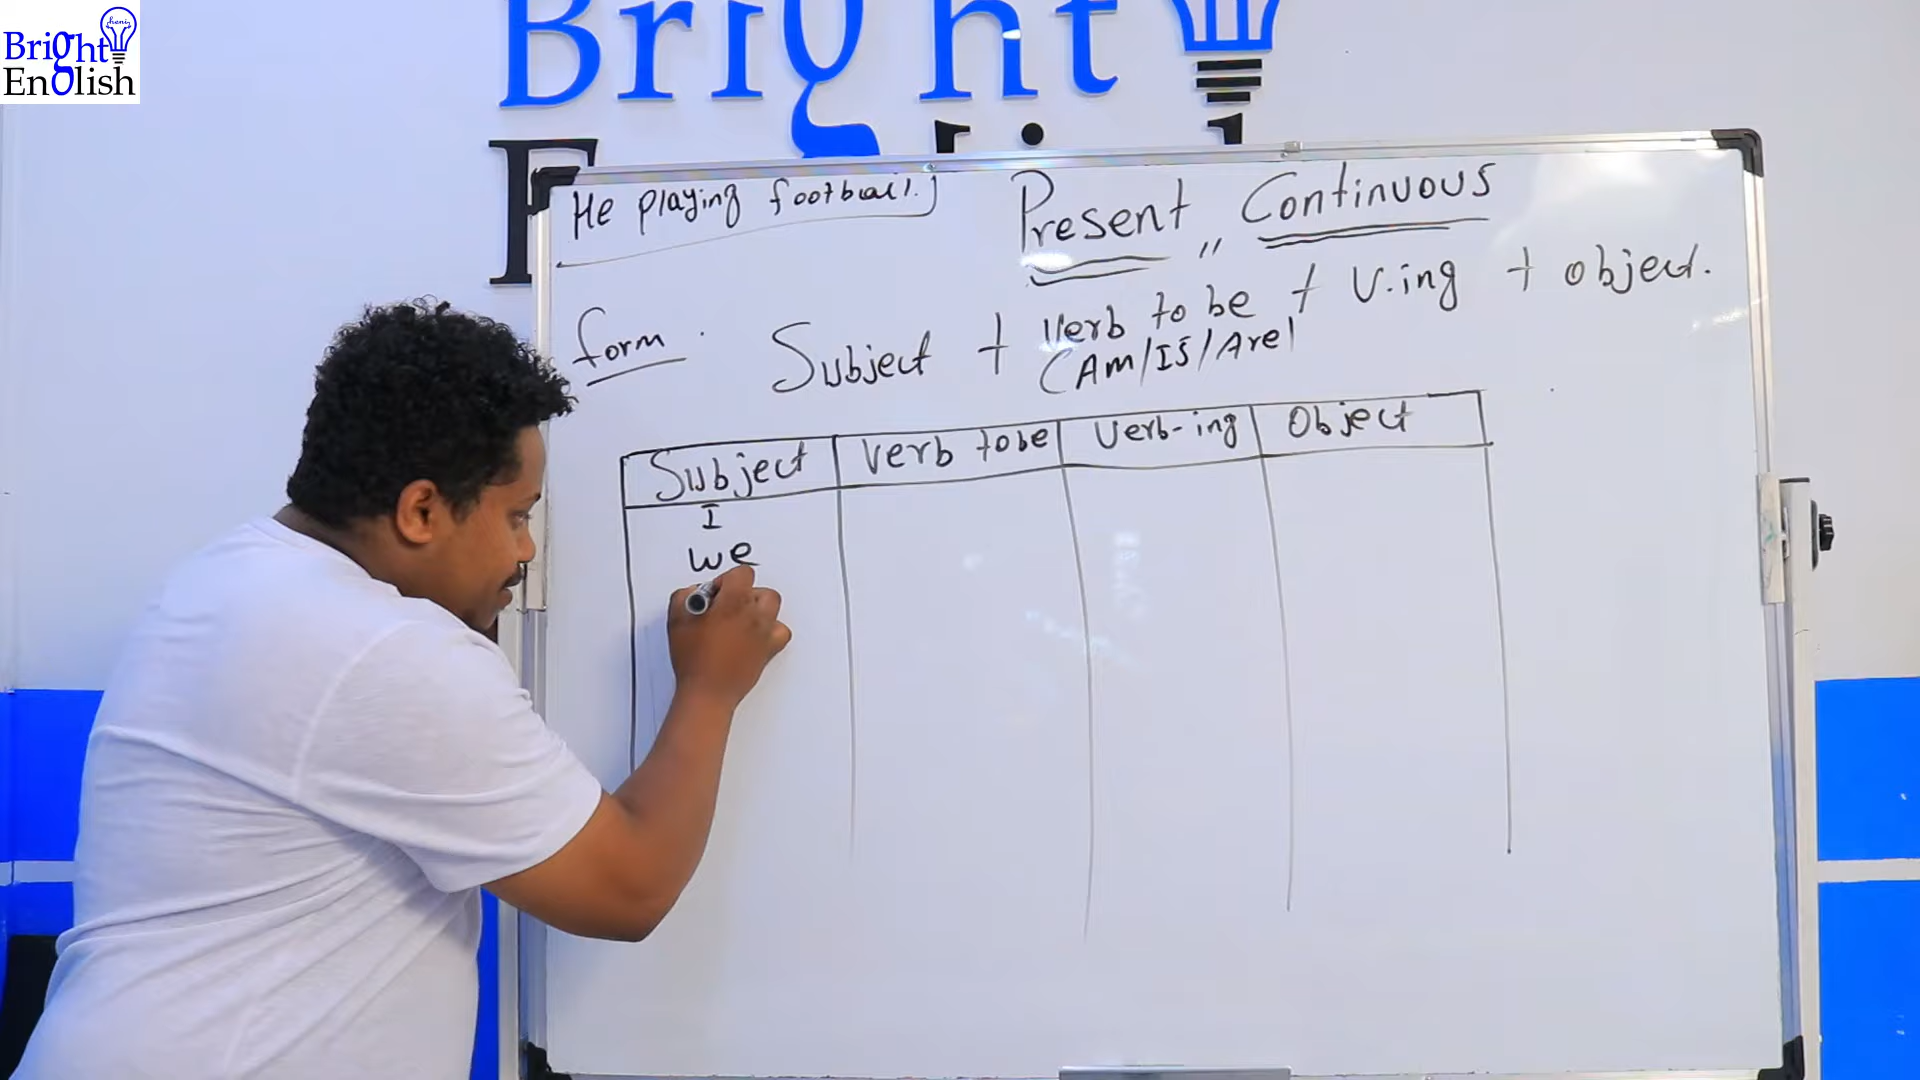 heni
Bright
English
Bright
He playing football.
Present Continuous
form. Subject + Verb to be + V.ing + object.
(Am/Is/Are)
Subject Verb tobe Verb-ing Object
I
we